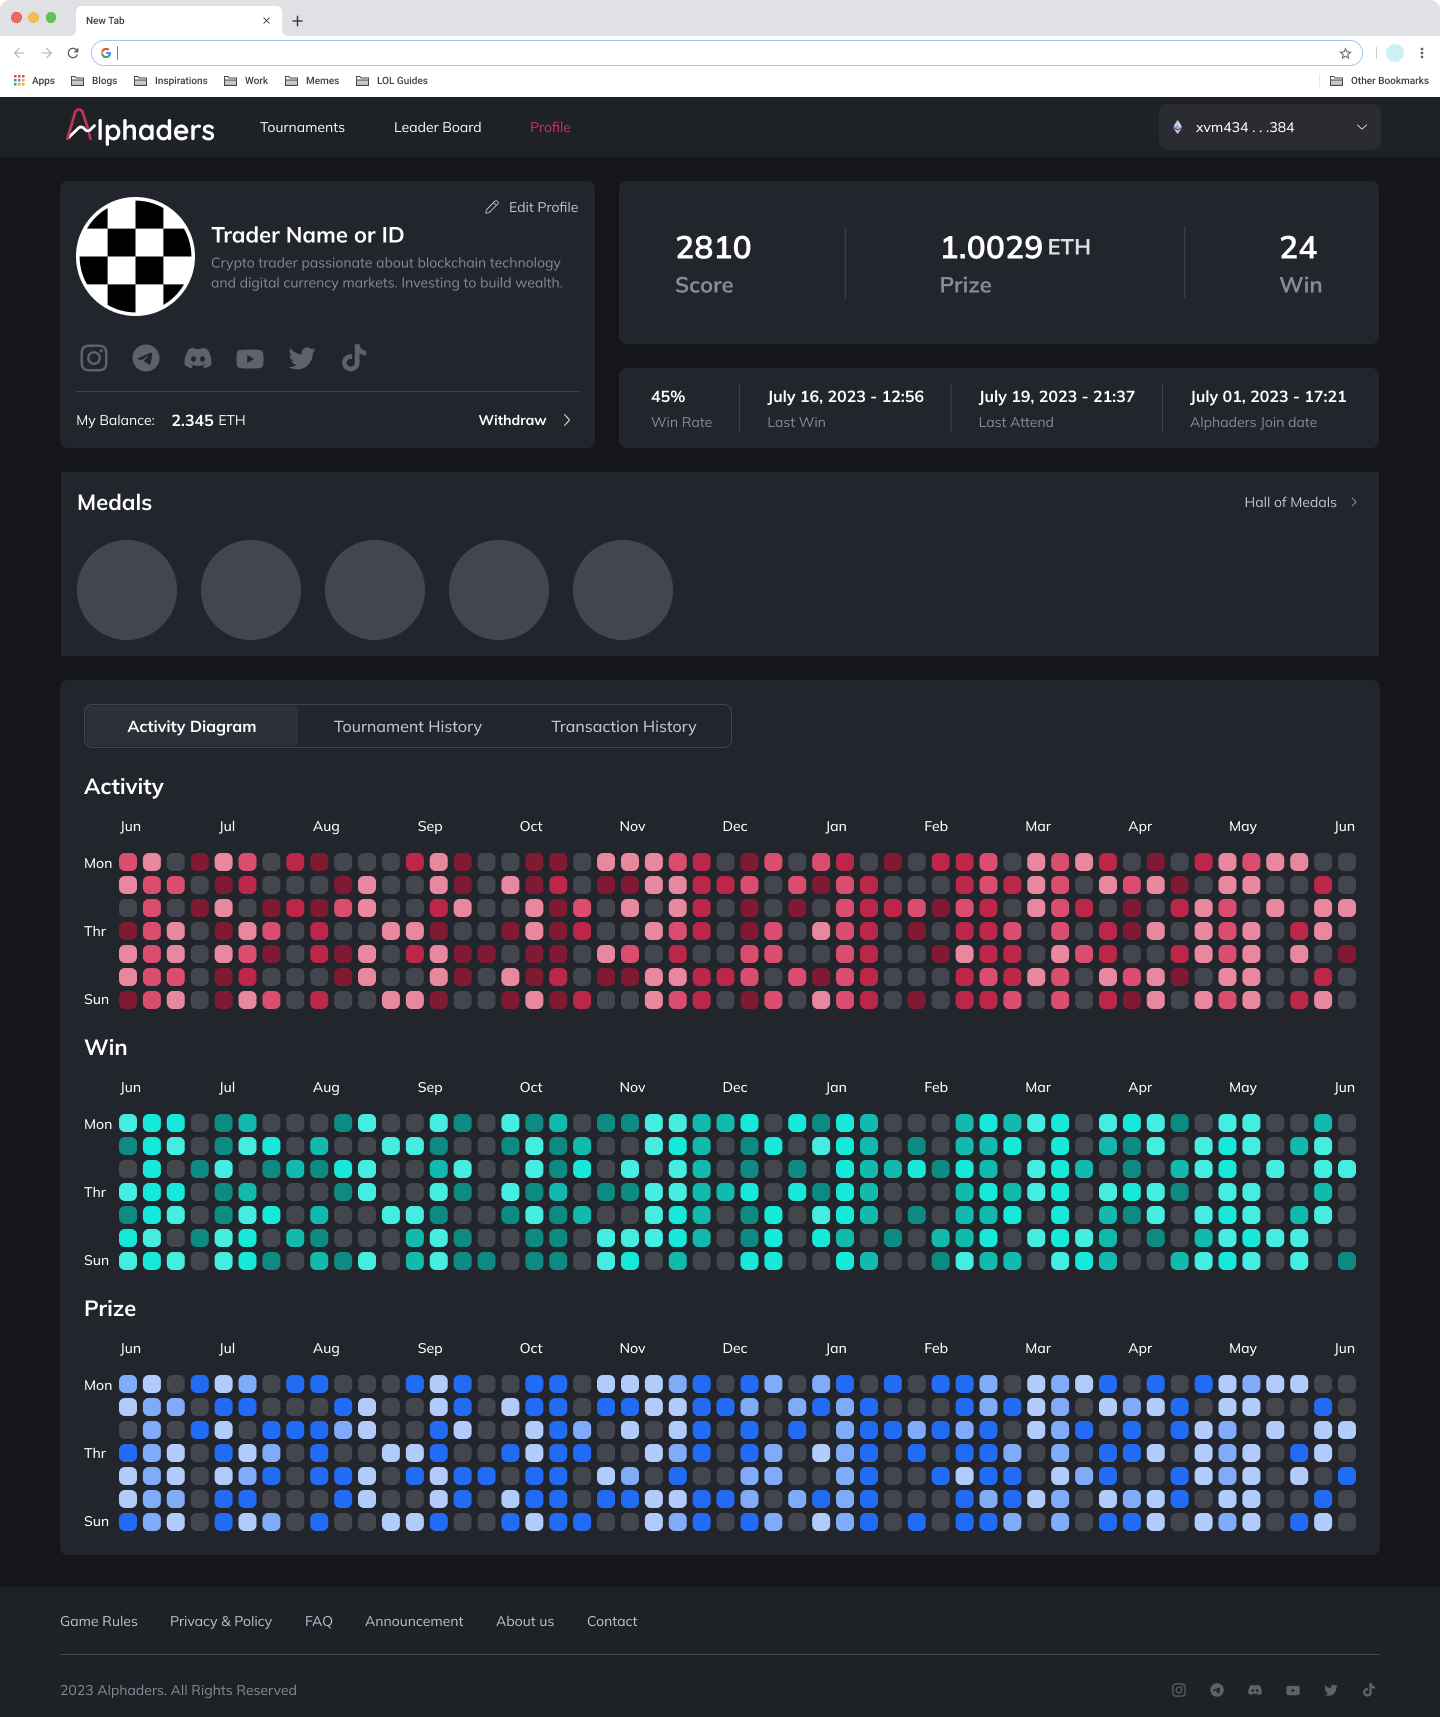 New Tab
Apps
Blogs
Inspirations
Work
Memes
LOL Guides
Other Bookmarks
Alphaders
Tournaments
Leader Board
Profile
xvm434 . . .384
Edit Profile
Trader Name or ID
Crypto trader passionate about blockchain technology
and digital currency markets. Investing to build wealth.
My Balance: 2.345 ETH
Withdraw
2810
Score
1.0029 ETH
Prize
24
Win
45%
Win Rate
July 16, 2023 - 12:56
Last Win
July 19, 2023 - 21:37
Last Attend
July 01, 2023 - 17:21
Alphaders Join date
Medals
Hall of Medals
Activity Diagram
Tournament History
Transaction History
Activity
Jun Jul Aug Sep Oct Nov Dec Jan Feb Mar Apr May Jun
Mon
Thr
Sun
Win
Jun Jul Aug Sep Oct Nov Dec Jan Feb Mar Apr May Jun
Mon
Thr
Sun
Prize
Jun Jul Aug Sep Oct Nov Dec Jan Feb Mar Apr May Jun
Mon
Thr
Sun
Game Rules
Privacy & Policy
FAQ
Announcement
About us
Contact
2023 Alphaders. All Rights Reserved